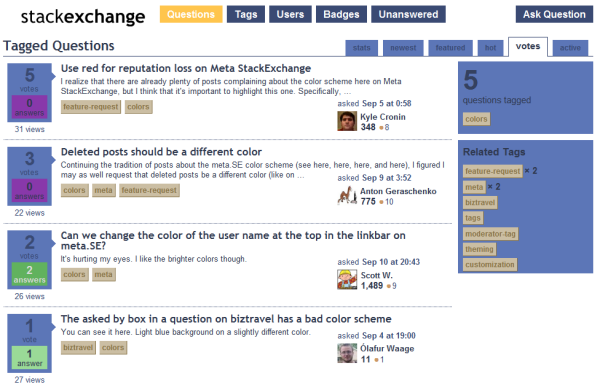 stackexchange
Questions Tags Users Badges Unanswered Ask Question
Tagged Questions
stats newest featured hot votes active
5
votes
0
answers
31 views
Use red for reputation loss on Meta StackExchange
I realize that there are already plenty of posts complaining about the color scheme here on Meta
StackExchange, but I think that it's important to highlight this one. Specifically, ...
feature-request colors
asked Sep 5 at 0:58
Kyle Cronin
348 ● 8
3
votes
0
answers
22 views
Deleted posts should be a different color
Continuing the tradition of posts about the meta.SE color scheme (see here, here, here, and here), I figured I
may as well request that deleted posts be a different color (like on ...
colors meta feature-request
asked Sep 9 at 3:52
Anton Geraschenko
775 ● 10
2
votes
2
answers
26 views
Can we change the color of the user name at the top in the linkbar on
meta.SE?
It's hurting my eyes. I like the brighter colors though.
colors meta
asked Sep 10 at 20:43
Scott W.
1,489 ● 9
2
1
vote
1
answer
27 views
The asked by box in a question on biztravel has a bad color scheme
You can see it here. Light blue background on a slightly different color.
biztravel colors
asked Sep 4 at 19:00
Ólafur Waage
11 ● 1
5
questions tagged
colors
Related Tags
feature-request × 2
meta × 2
biztravel
tags
moderator-tag
theming
customization